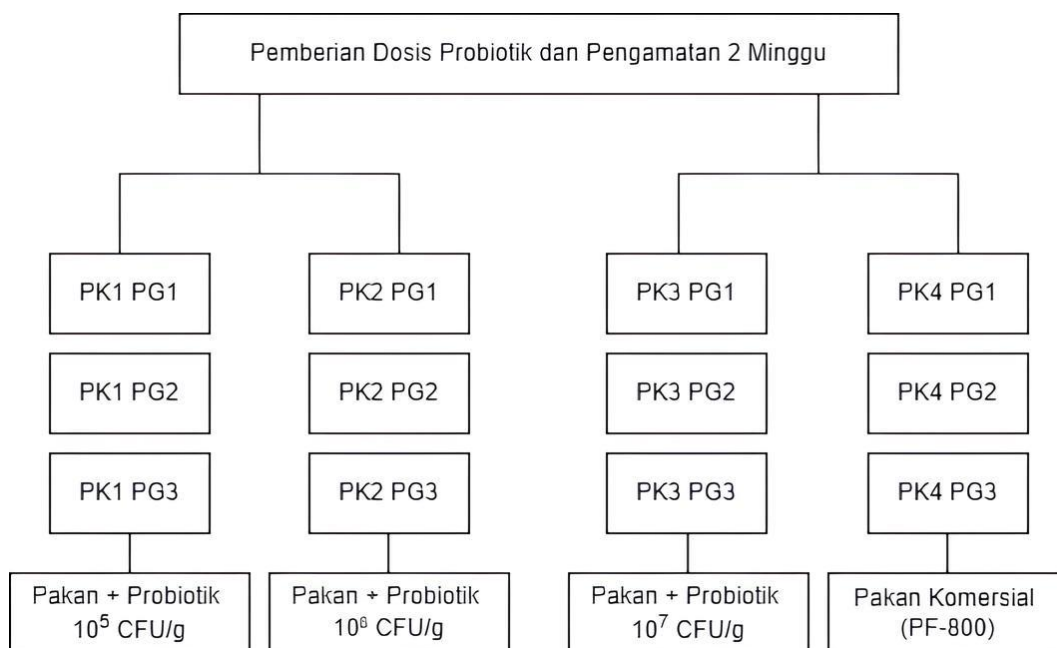 Pemberian Dosis Probiotik dan Pengamatan 2 Minggu
PK1 PG1
PK2 PG1
PK3 PG1
PK4 PG1
PK1 PG2
PK2 PG2
PK3 PG2
PK4 PG2
PK1 PG3
PK2 PG3
PK3 PG3
PK4 PG3
Pakan + Probiotik
10⁵ CFU/g
Pakan + Probiotik
10⁶ CFU/g
Pakan + Probiotik
10⁷ CFU/g
Pakan Komersial
(PF-800)